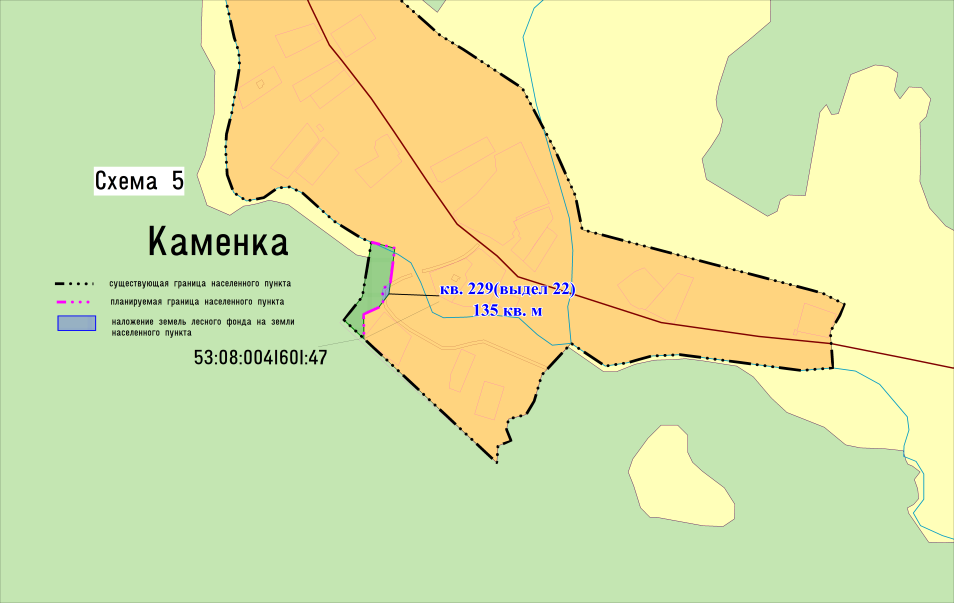 Схема 5
Каменка
существующая граница населенного пункта
планируемая граница населенного пункта
наложение земель лесного фонда на земли
населенного пункта
53:08:0041601:47
кв. 229(выдел 22)
135 кв. м